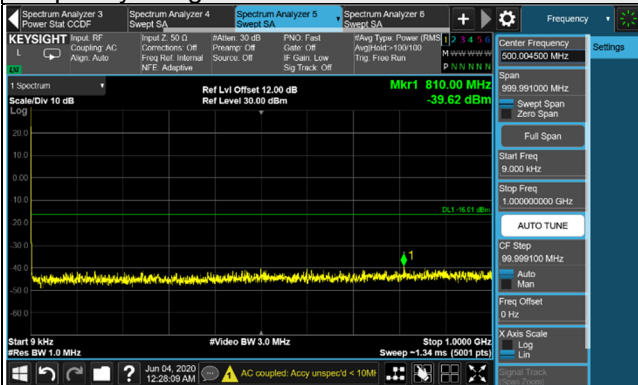 Spectrum Analyzer 3
Power Stat CCDF
Spectrum Analyzer 4
Swept SA
Spectrum Analyzer 5
Swept SA
Spectrum Analyzer 6
Swept SA
+
Frequency
KEYSIGHT
L
LXI
Input: RF
Coupling: AC
Align: Auto
Input Z: 50 Ω
Corrections: Off
Freq Ref: Internal
NFE: Adaptive
#Atten: 30 dB
Preamp: Off
Source: Off
PNO: Fast
Gate: Off
IF Gain: Low
Sig Track: Off
#Avg Type: Power (RMS
Avg|Hold:>100/100
Trig: Free Run
1 2 3 4 5 6
M W W W W W
P N N N N N
Center Frequency
500.004500 MHz
Settings
Span
999.991000 MHz
Swept Span
Zero Span
Full Span
Start Freq
9.000 kHz
Stop Freq
1.000000000 GHz
AUTO TUNE
CF Step
99.999100 MHz
Auto
Man
Freq Offset
0 Hz
X Axis Scale
Log
Lin
Signal Track
(Span Zoom)
1 Spectrum
Scale/Div 10 dB
Log
Ref Lvl Offset 12.00 dB
Ref Level 30.00 dBm
Mkr1 810.00 MHz
-39.62 dBm
20.0
10.0
0.00
-10.0
DL1 -16.01 dBm
-20.0
-30.0
1
-40.0
-50.0
-60.0
Start 9 kHz
#Res BW 1.0 MHz
#Video BW 3.0 MHz
Stop 1.0000 GHz
Sweep ~1.34 ms (5001 pts)
?
Jun 04, 2020
12:28:09 AM
AC coupled: Accy unspec'd < 10MH